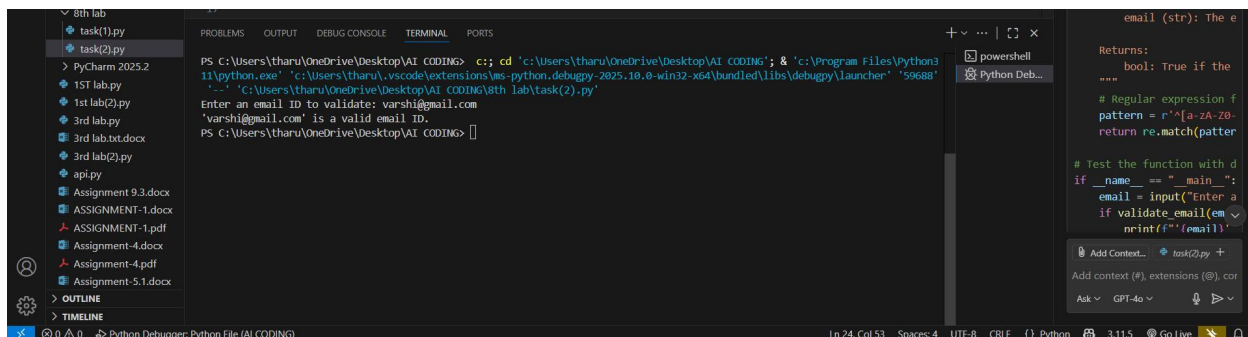 8th lab
task(1).py
task(2).py
PyCharm 2025.2
1ST lab.py
1st lab(2).py
3rd lab.py
3rd lab.txt.docx
3rd lab(2).py
api.py
Assignment 9.3.docx
ASSIGNMENT-1.docx
ASSIGNMENT-1.pdf
Assignment-4.docx
Assignment-4.pdf
Assignment-5.1.docx
OUTLINE
TIMELINE
PROBLEMS OUTPUT DEBUG CONSOLE TERMINAL PORTS
PS C:\Users\tharu\OneDrive\Desktop\AI CODING> c:; cd 'c:\Users\tharu\OneDrive\Desktop\AI CODING'; & 'c:\Program Files\Python3
11\python.exe' 'c:\Users\tharu\.vscode\extensions\ms-python.debugpy-2025.10.0-win32-x64\bundled\libs\debugpy\launcher' '59688'
'--' 'C:\Users\tharu\OneDrive\Desktop\AI CODING\8th lab\task(2).py'
Enter an email ID to validate: varshi@gmail.com
'varshi@gmail.com' is a valid email ID.
PS C:\Users\tharu\OneDrive\Desktop\AI CODING>
powershell
Python Deb...
email (str): The e
Returns:
bool: True if the
"""
# Regular expression f
pattern = r'^[a-zA-Z0-
return re.match(patter
# Test the function with d
if __name__ == "__main__":
email = input("Enter a
if validate_email(em
print(f"'{email}'
Add Context... task(2).py +
Add context (#), extensions (@), cor
Ask GPT-4o
0 0 Python Debugger: Python File (AI CODING) Ln 24, Col 53 Spaces: 4 UTF-8 CRLF {} Python 3.11.5 Go Live